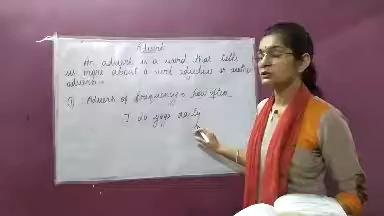 Adverb
An adverb is a word that tells
us more about a verb adjective or another
adverb.
1) Adverb of frequency :- how often
I do yoga daily